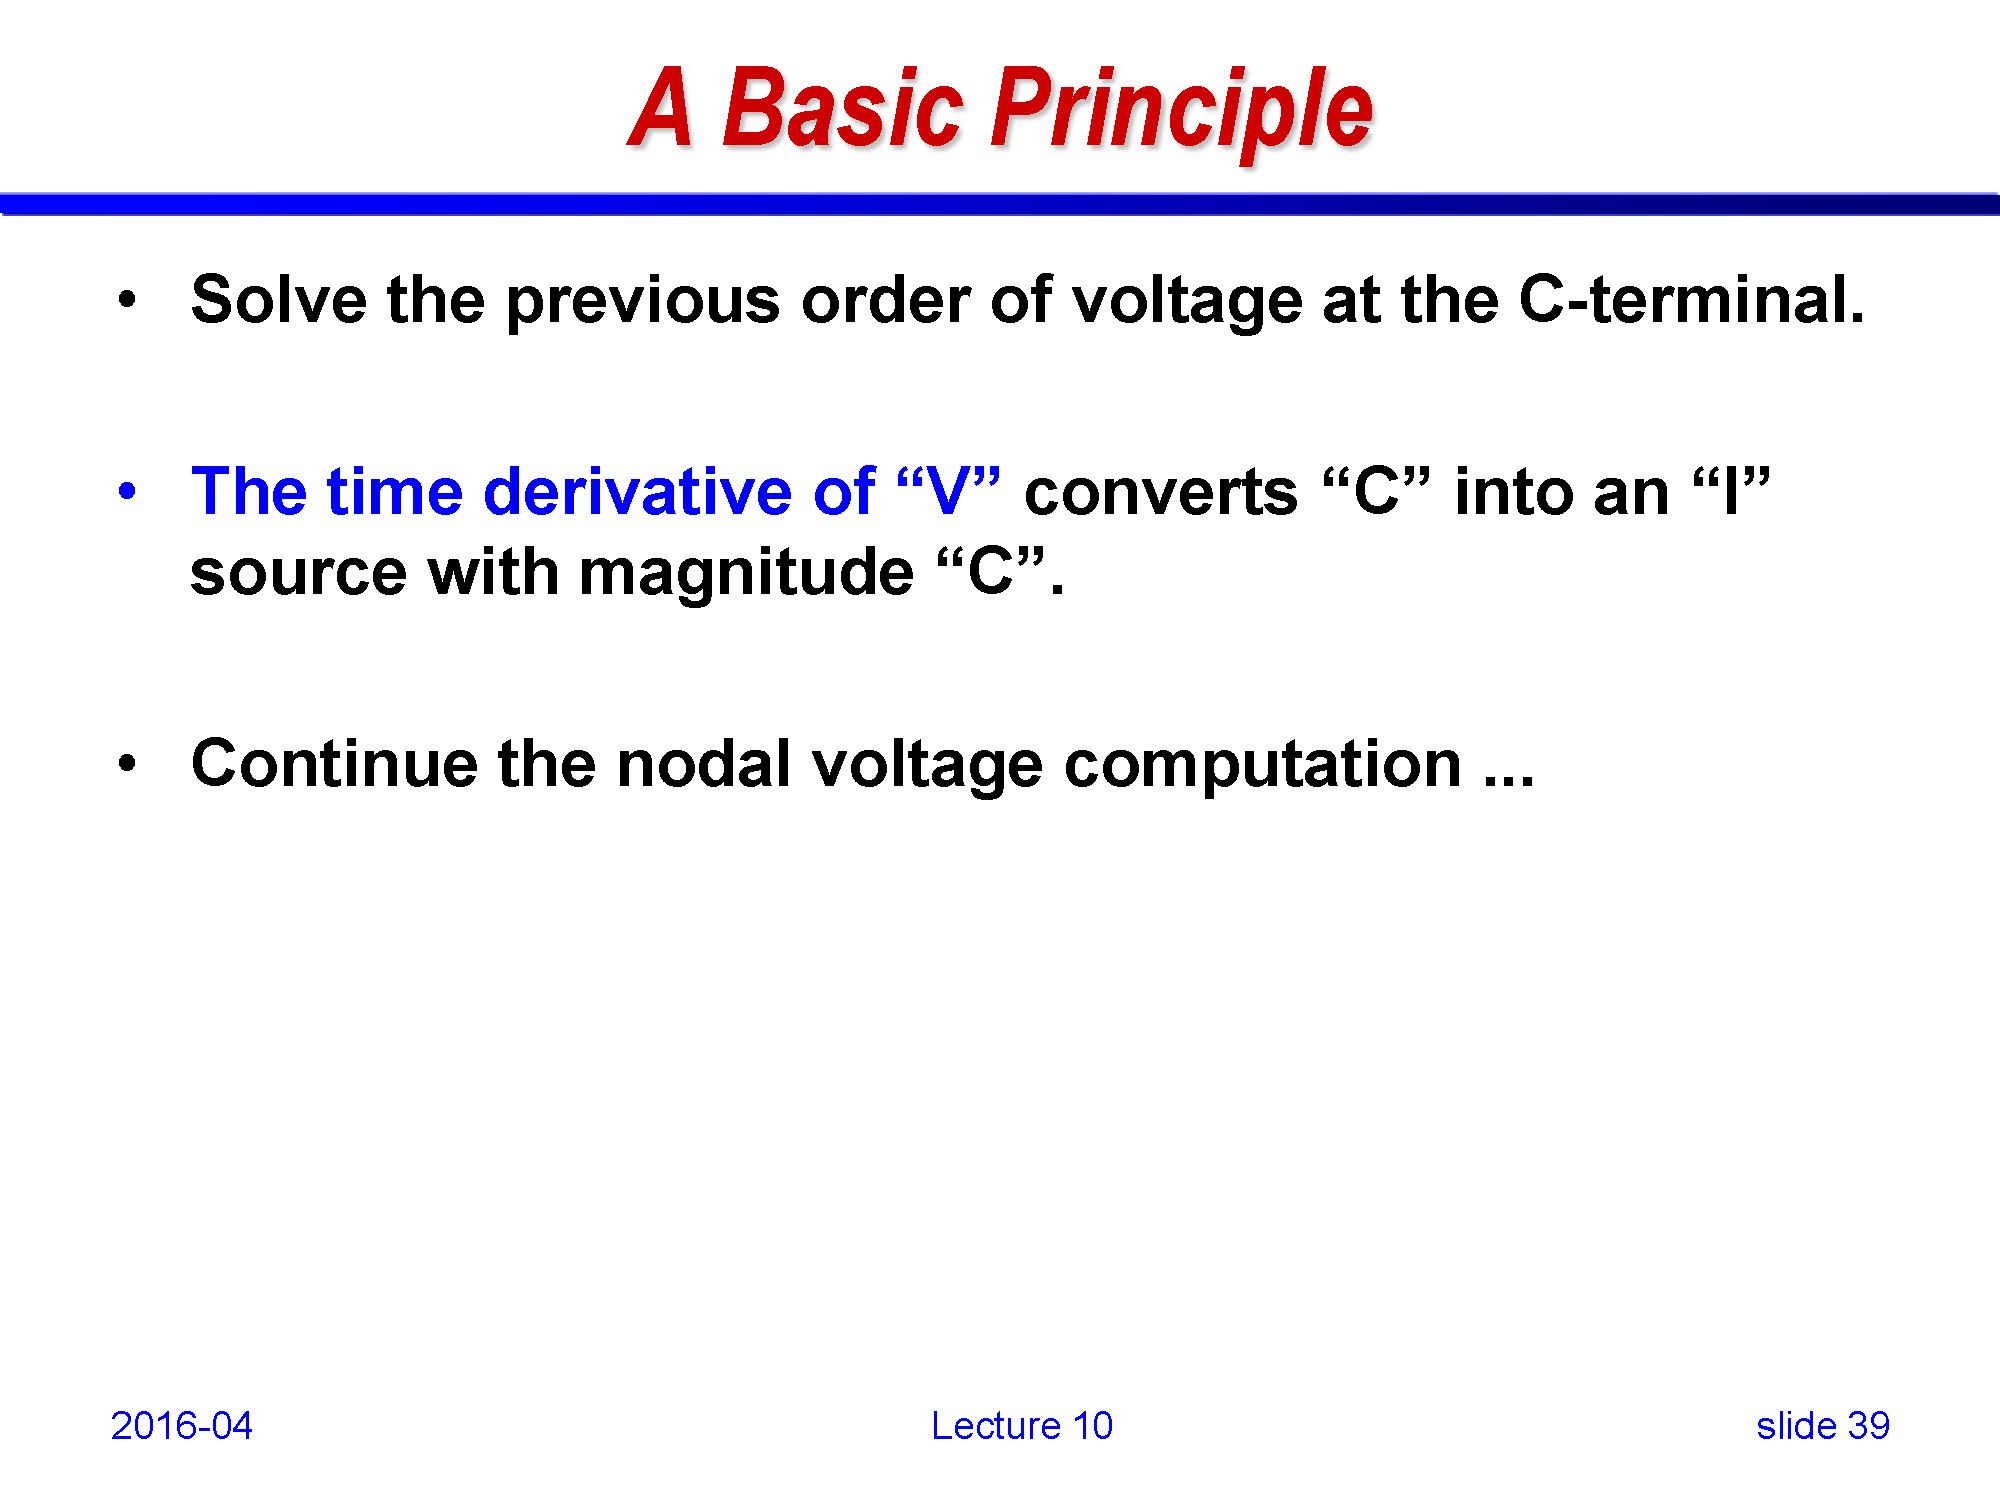 A Basic Principle
• Solve the previous order of voltage at the C-terminal.
• The time derivative of “V” converts “C” into an “I”
source with magnitude “C”.
• Continue the nodal voltage computation ...
2016-04
Lecture 10
slide 39